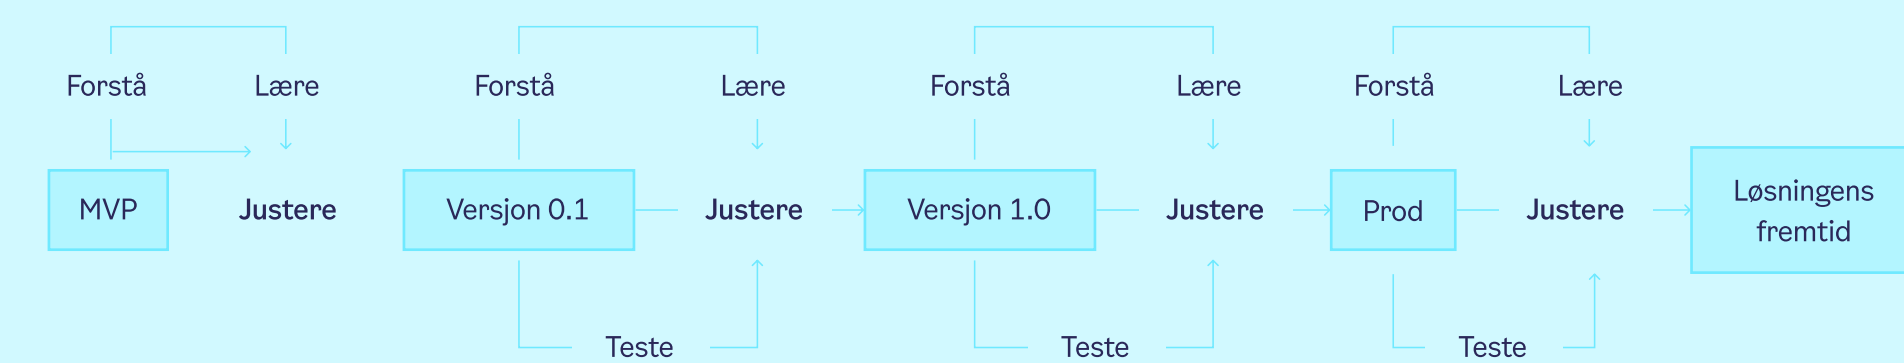 Forstå
Lære
Forstå
Lære
Forstå
Lære
Forstå
Lære
MVP
Justere
Versjon 0.1
Justere
Versjon 1.0
Justere
Prod
Justere
Løsningens
fremtid
Teste
Teste
Teste